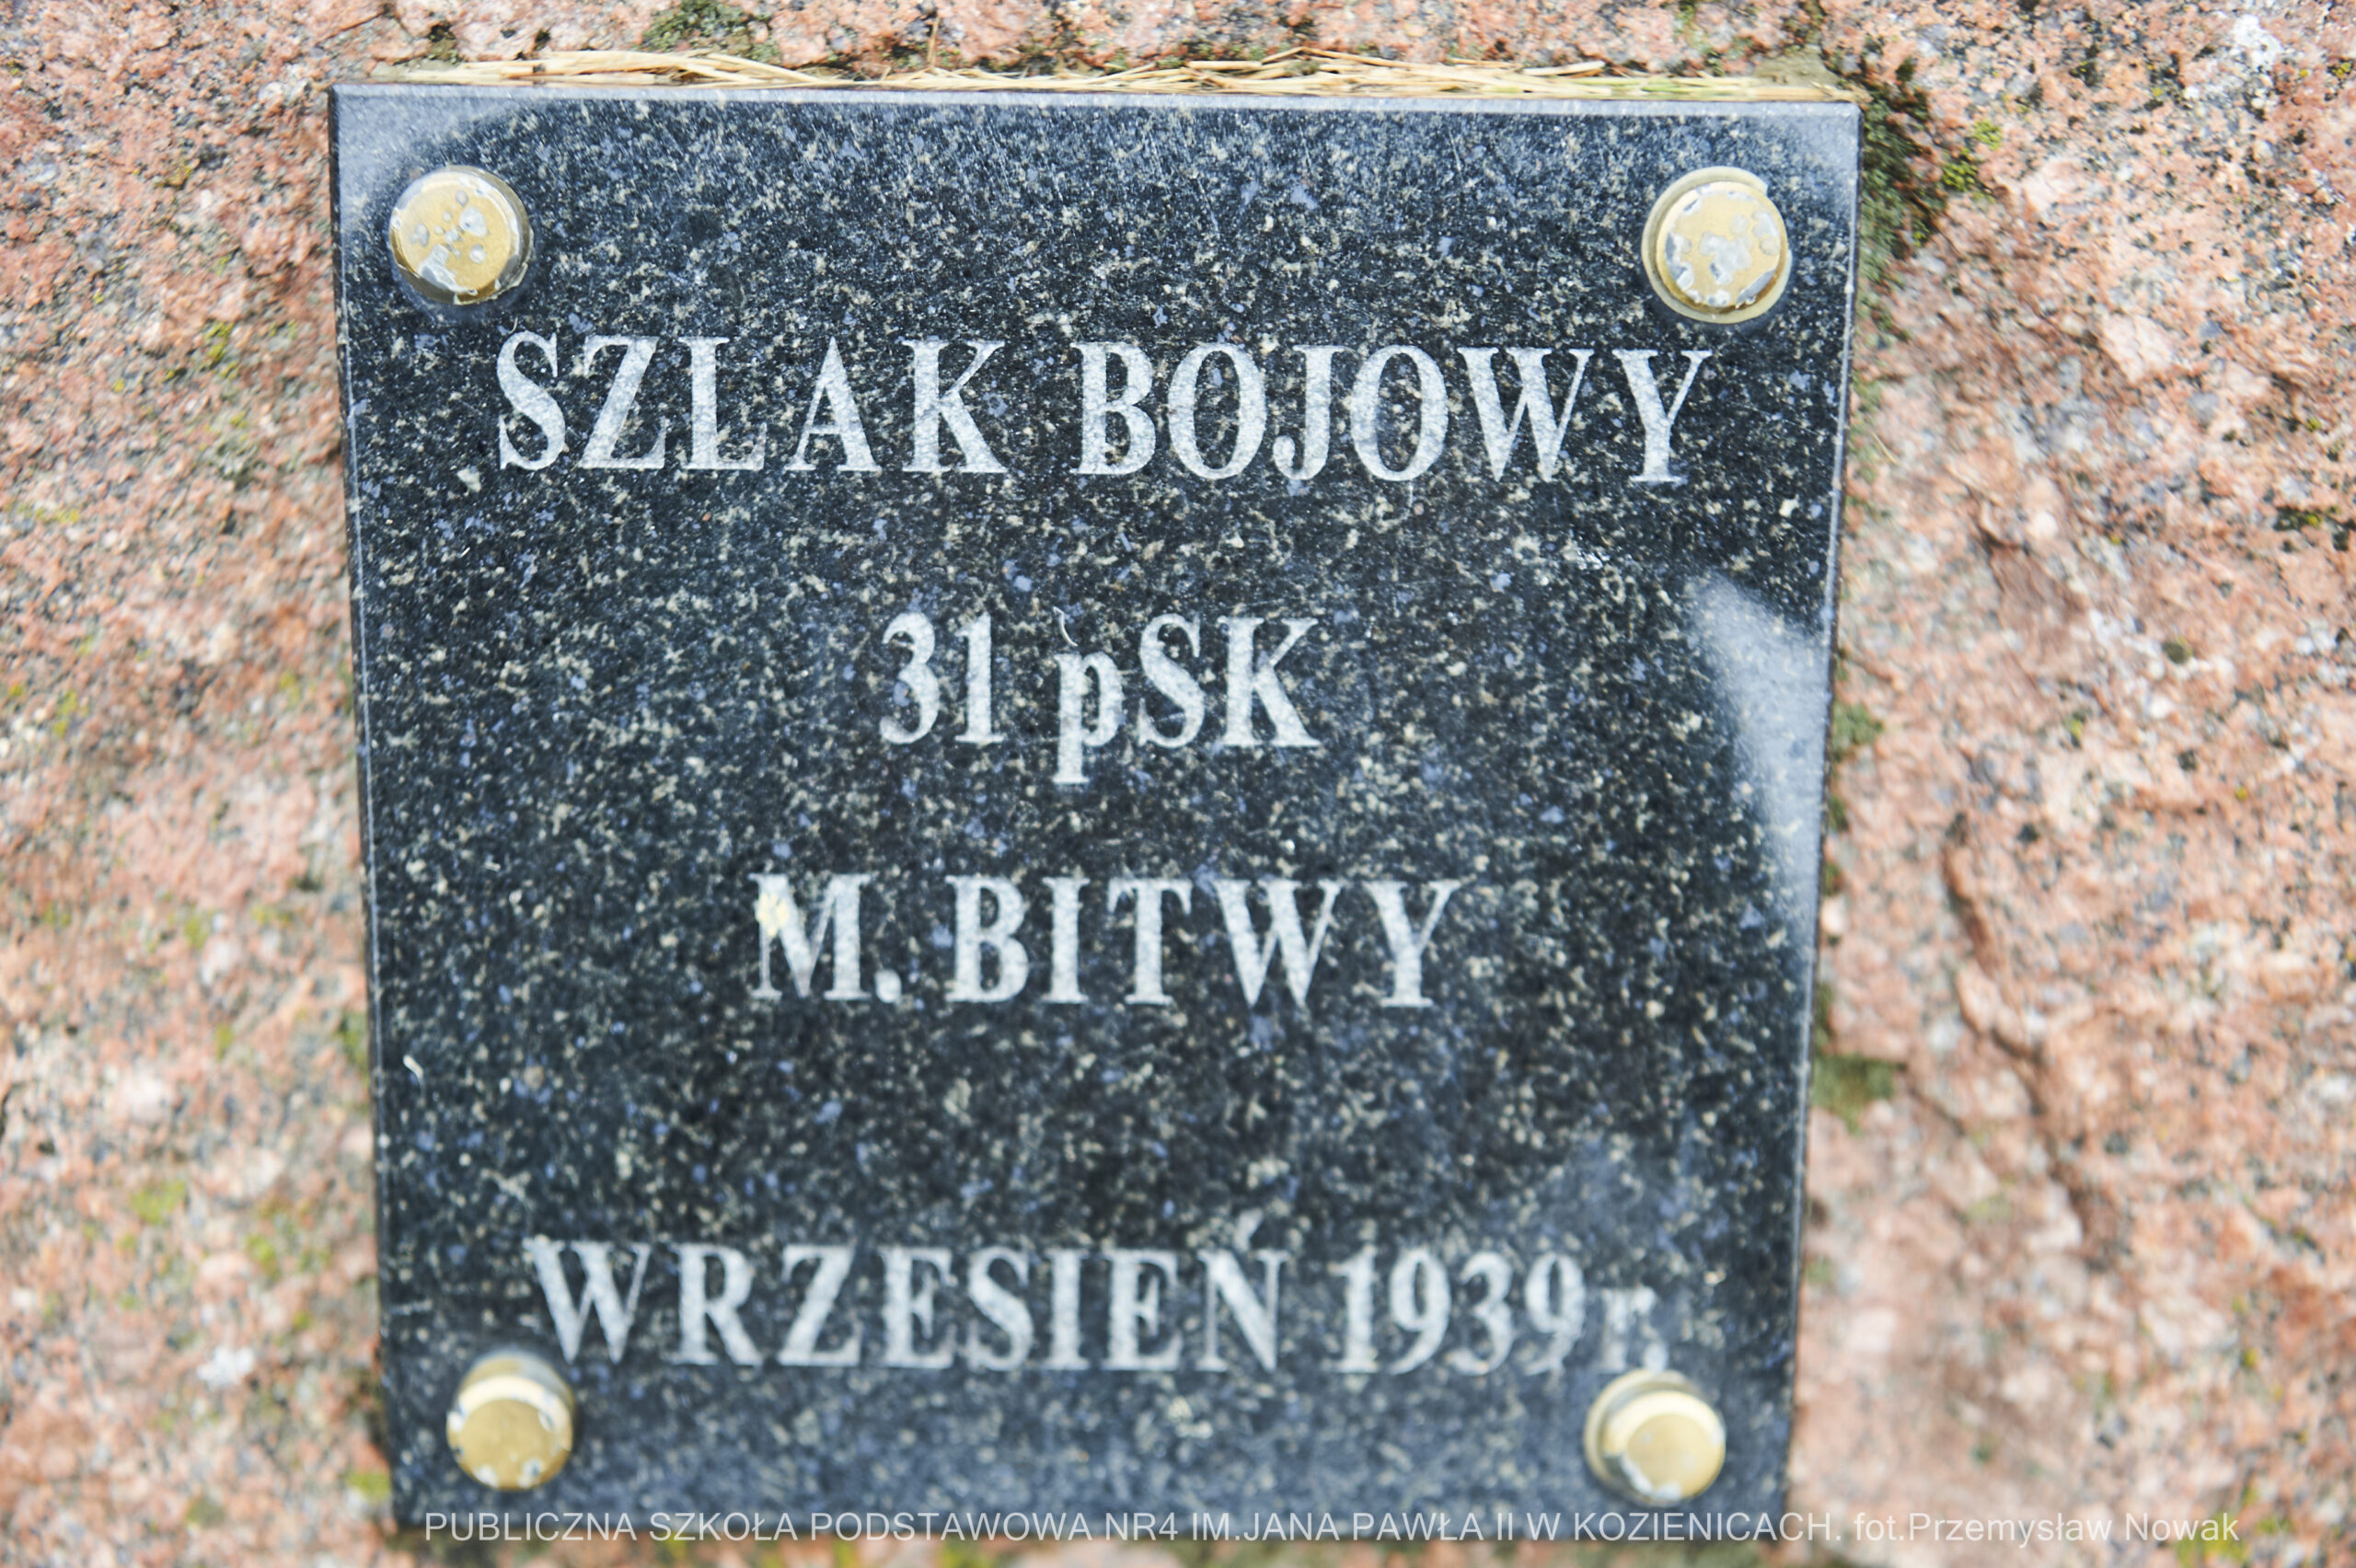 SZLAK BOJOWY
31 pSK
M. BITWY
WRZESIEŃ 1939r.
PUBLICZNA SZKOŁA PODSTAWOWA NR4 IM.JANA PAWŁA II W KOZIENICACH. fot.Przemysław Nowak